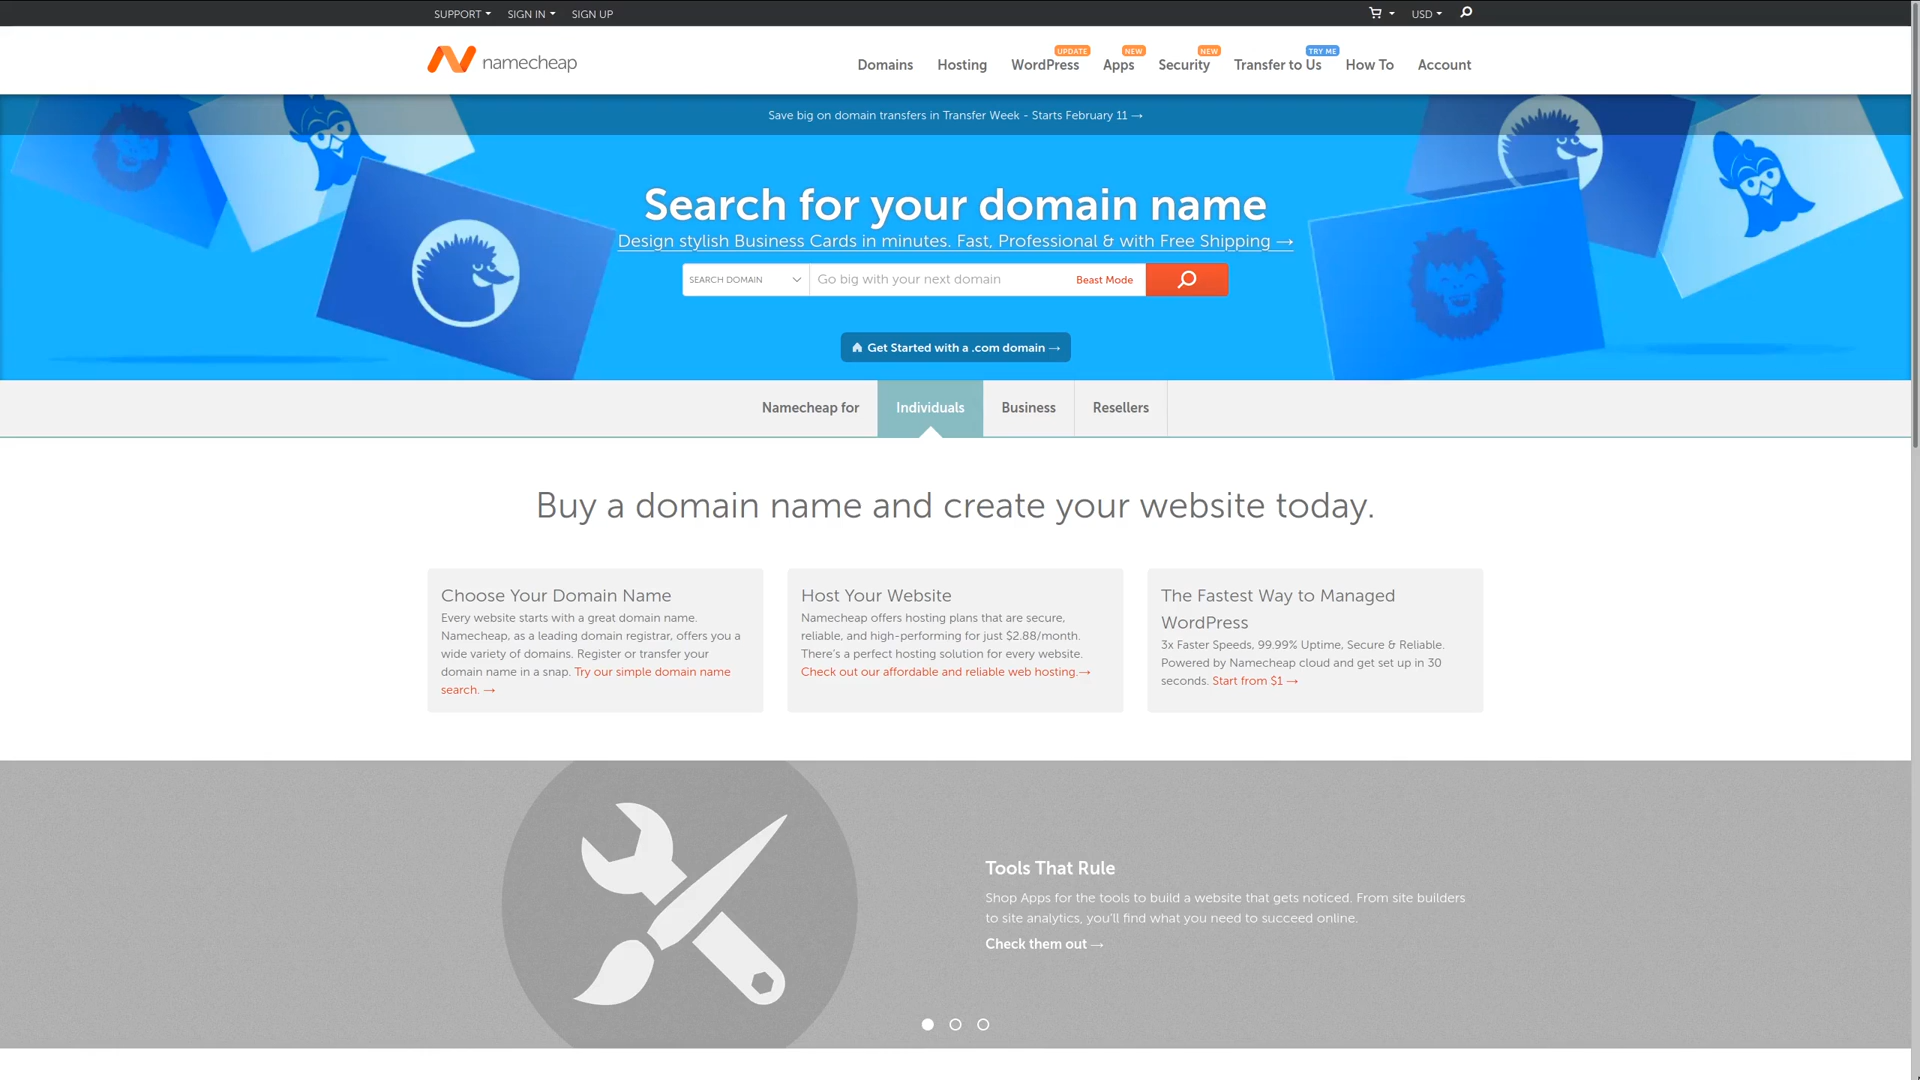 SUPPORT SIGN IN SIGN UP USD
namecheap
UPDATE NEW NEW TRY ME
Domains Hosting WordPress Apps Security Transfer to Us How To Account
Save big on domain transfers in Transfer Week - Starts February 11 →
Search for your domain name
Design stylish Business Cards in minutes. Fast, Professional & with Free Shipping →
SEARCH DOMAIN Go big with your next domain Beast Mode
Get Started with a .com domain →
Namecheap for Individuals Business Resellers
Buy a domain name and create your website today.
Choose Your Domain Name
Every website starts with a great domain name.
Namecheap, as a leading domain registrar, offers you a
wide variety of domains. Register or transfer your
domain name in a snap. Try our simple domain name
search. →
Host Your Website
Namecheap offers hosting plans that are secure,
reliable, and high-performing for just $2.88/month.
There's a perfect hosting solution for every website.
Check out our affordable and reliable web hosting.→
The Fastest Way to Managed
WordPress
3x Faster Speeds, 99.99% Uptime, Secure & Reliable.
Powered by Namecheap cloud and get set up in 30
seconds. Start from $1 →
Tools That Rule
Shop Apps for the tools to build a website that gets noticed. From site builders
to site analytics, you'll find what you need to succeed online.
Check them out →